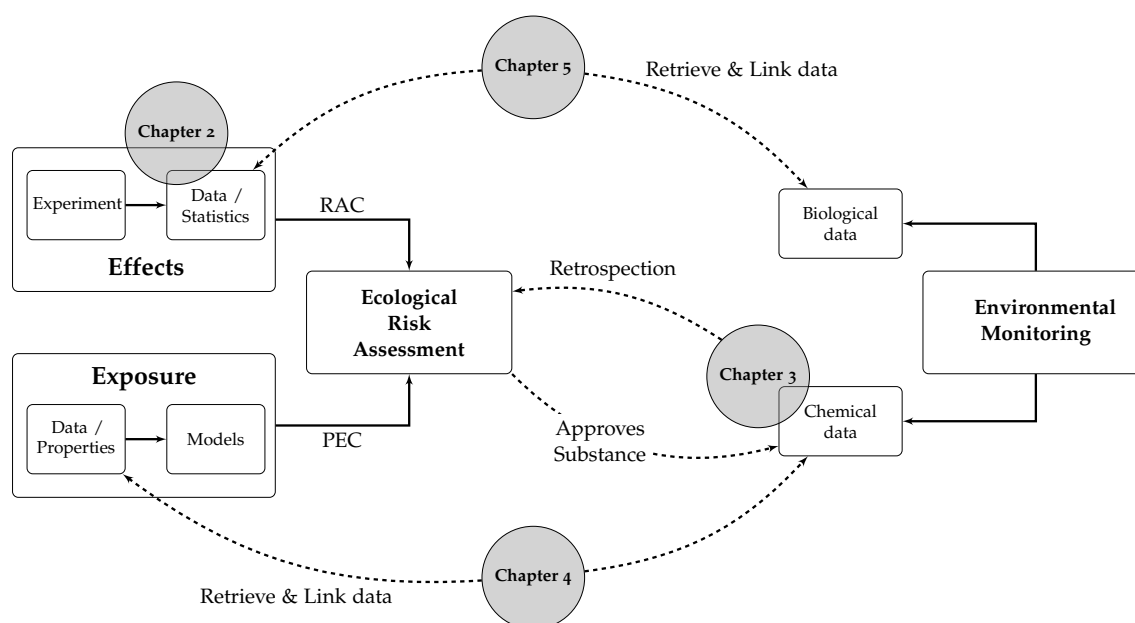 Chapter 5
Retrieve & Link data
Chapter 2
Experiment
Data /
Statistics
Effects
RAC
Biological
data
Retrospection
Ecological
Risk
Assessment
Environmental
Monitoring
Exposure
Data /
Properties
Models
PEC
Chapter 3
Chemical
data
Approves
Substance
Chapter 4
Retrieve & Link data